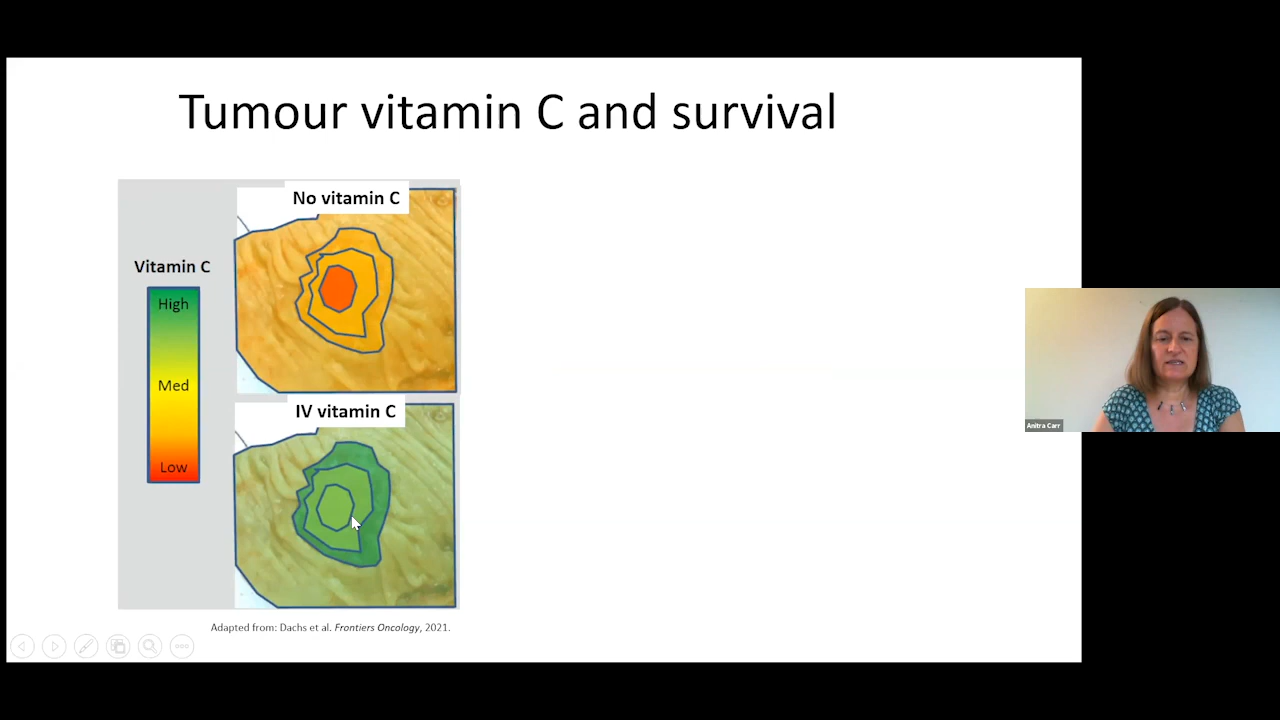 Tumour vitamin C and survival
No vitamin C
Vitamin C
High
Med
Low
IV vitamin C
Adapted from: Dachs et al. Frontiers Oncology, 2021.
Anitra Carr